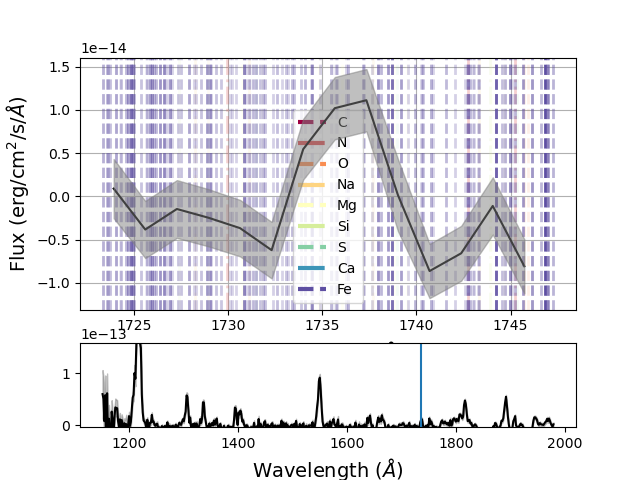 1e−14
1.5
1.0
0.5
0.0
−0.5
−1.0
Flux (erg/cm²/s/Å)
C
N
O
Na
Mg
Si
S
Ca
Fe
1725 1730 1735 1740 1745
1e−13
1
0
1200 1400 1600 1800 2000
Wavelength (Å)